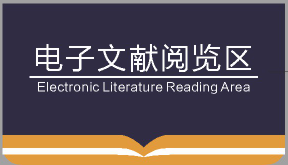 电子文献阅览区
Electronic Literature Reading Area